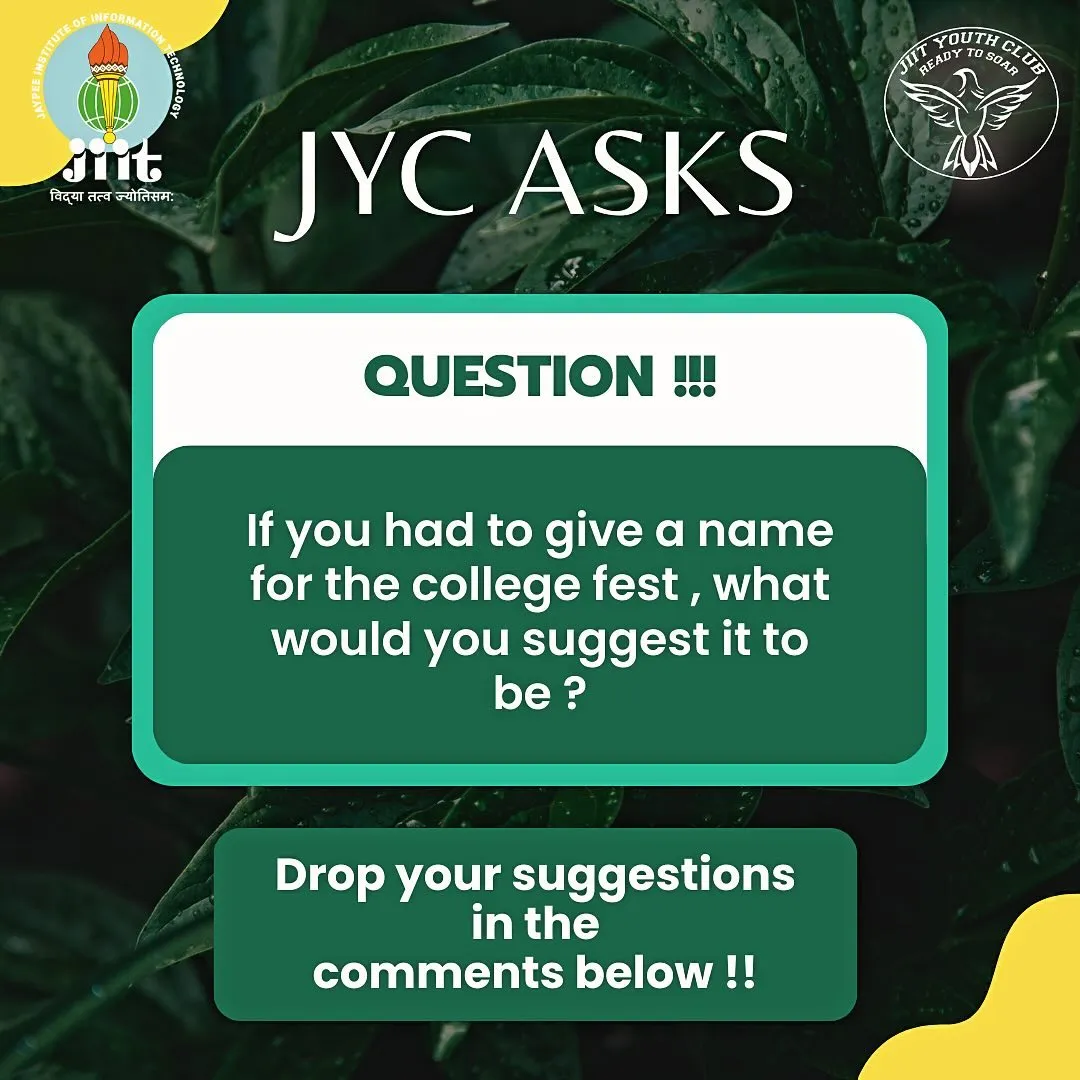 JAYPEE INSTITUTE OF INFORMATION TECHNOLOGY
jiit
विद्या तत्व ज्योतिसम:
JIIT YOUTH CLUB
READY TO SOAR
JYC ASKS
QUESTION !!!
If you had to give a name
for the college fest , what
would you suggest it to
be ?
Drop your suggestions
in the
comments below !!